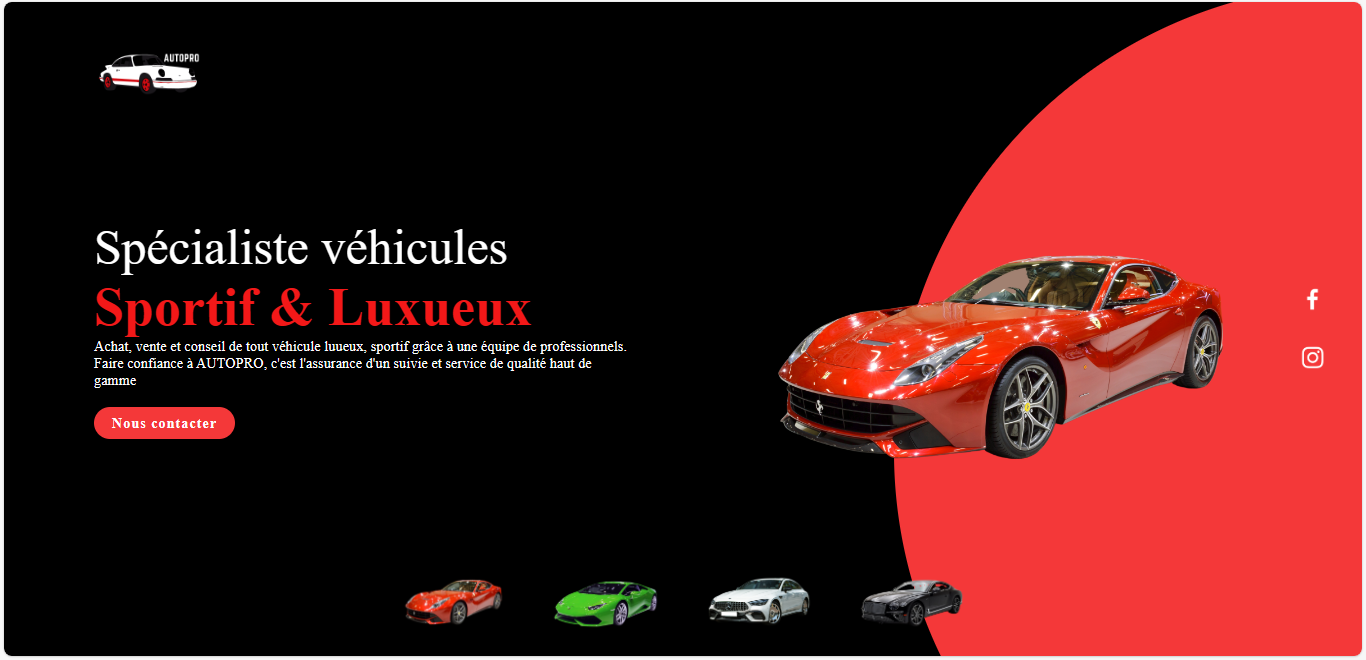 AUTOPRO
Spécialiste véhicules
Sportif & Luxueux
Achat, vente et conseil de tout véhicule luueux, sportif grâce à une équipe de professionnels.
Faire confiance à AUTOPRO, c'est l'assurance d'un suivie et service de qualité haut de
gamme
Nous contacter